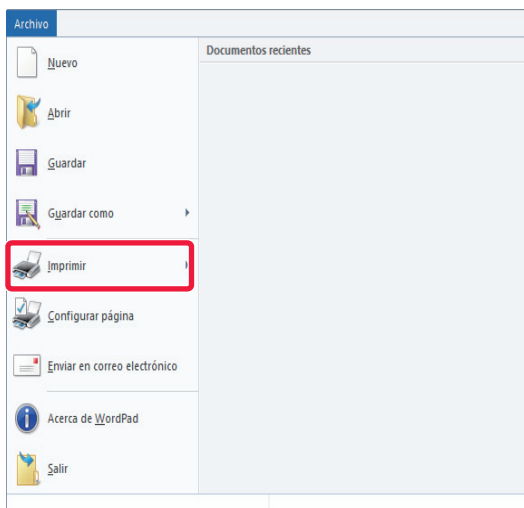 Archivo
Documentos recientes
Nuevo
Abrir
Guardar
Guardar como
Imprimir
Configurar página
Enviar en correo electrónico
Acerca de WordPad
Salir